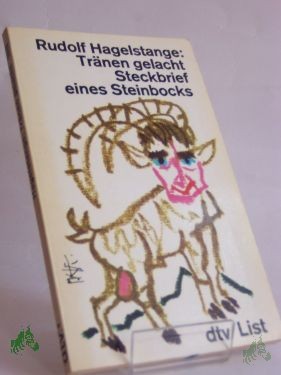 Rudolf Hagelstange:
Tränen gelacht
Steckbrief
eines Steinbocks
dtv/List